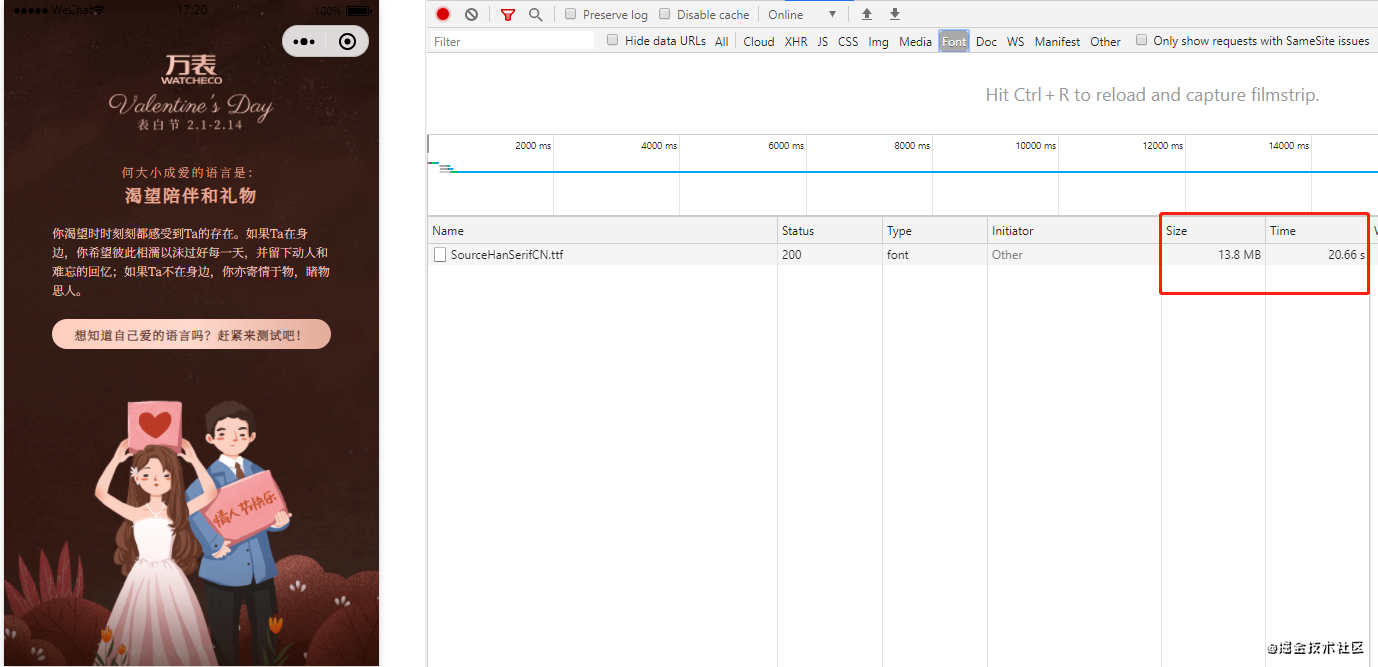 WeChat
17:20
100%
万表
WATCHECO
Valentine's Day
表白节 2.1-2.14
何大小成爱的语言是：
渴望陪伴和礼物
你渴望时时刻刻都感受到Ta的存在。如果Ta在身
边，你希望彼此相濡以沫过好每一天，并留下动人和
难忘的回忆；如果Ta不在身边，你亦寄情于物，睹物
思人。
想知道自己爱的语言吗？赶紧来测试吧！
情人节快乐
Preserve log Disable cache Online
Filter Hide data URLs All Cloud XHR JS CSS Img Media Font Doc WS Manifest Other Only show requests with SameSite issues
Hit Ctrl + R to reload and capture filmstrip.
2000 ms 4000 ms 6000 ms 8000 ms 10000 ms 12000 ms 14000 ms
Name Status Type Initiator Size Time
SourceHanSerifCN.ttf 200 font Other 13.8 MB 20.66 s
@掘金技术社区